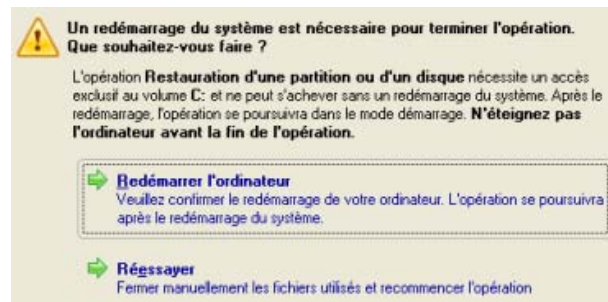 Un redémarrage du système est nécessaire pour terminer l'opération.
Que souhaitez-vous faire ?
L'opération Restauration d'une partition ou d'un disque nécessite un accès
exclusif au volume C: et ne peut s'achever sans un redémarrage du système. Après le
redémarrage, l'opération se poursuivra dans le mode démarrage. N'éteignez pas
l'ordinateur avant la fin de l'opération.
Redémarrer l'ordinateur
Veuillez confirmer le redémarrage de votre ordinateur. L'opération se poursuivra
après le redémarrage du système.
Réessayer
Fermer manuellement les fichiers utilisés et recommencer l'opération